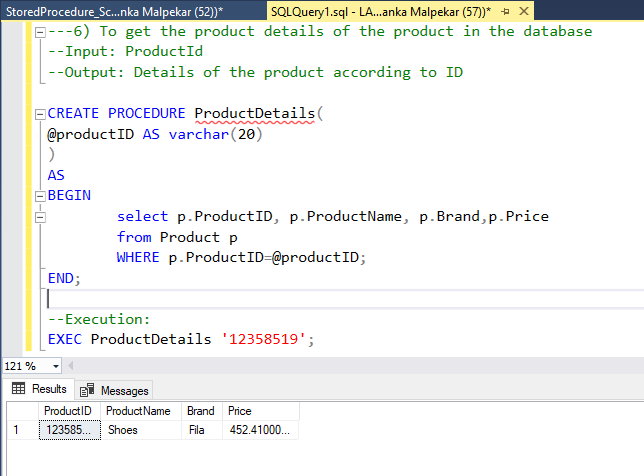 StoredProcedure_Sc...nka Malpekar (52))*
SQLQuery1.sql - LA...anka Malpekar (57))*
---6) To get the product details of the product in the database
--Input: ProductId
--Output: Details of the product according to ID
CREATE PROCEDURE ProductDetails(
@productID AS varchar(20)
)
AS
BEGIN
select p.ProductID, p.ProductName, p.Brand,p.Price
from Product p
WHERE p.ProductID=@productID;
END;
--Execution:
EXEC ProductDetails '12358519';
121 %
Results
Messages
ProductID ProductName Brand Price
1 123585... Shoes Fila 452.41000...